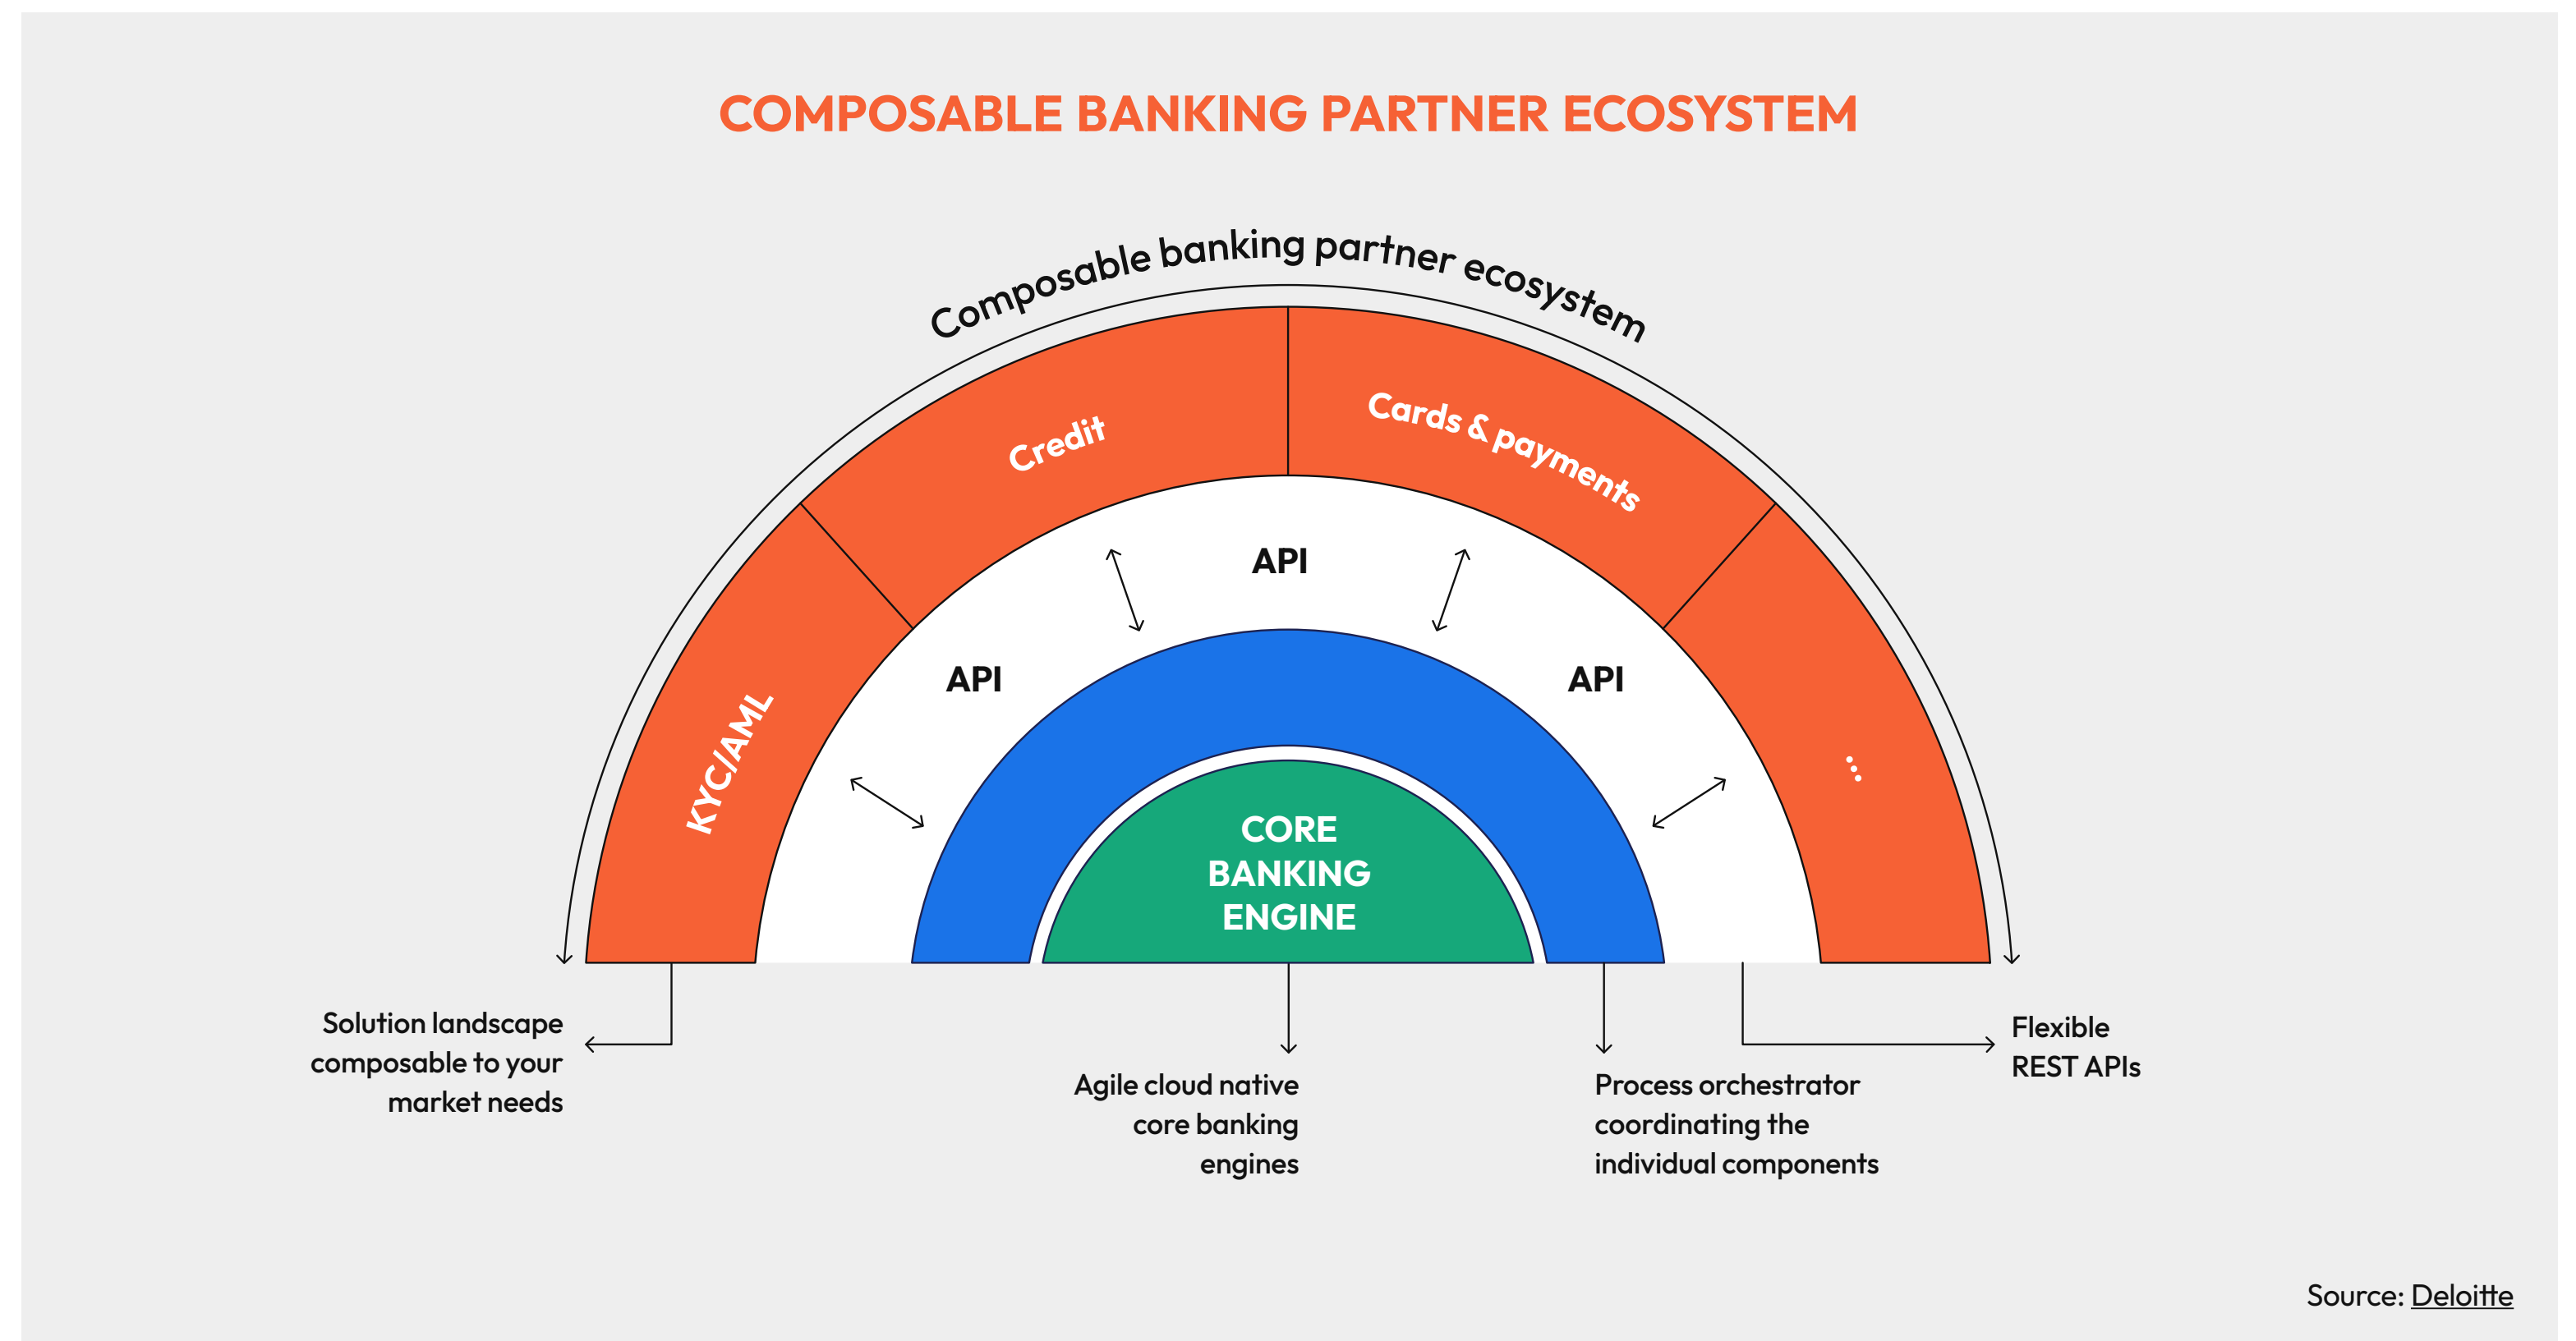 COMPOSABLE BANKING PARTNER ECOSYSTEM
Composable banking partner ecosystem
Credit
Cards & payments
KYC/AML
...
API
API
API
CORE
BANKING
ENGINE
Solution landscape
composable to your
market needs
Agile cloud native
core banking
engines
Process orchestrator
coordinating the
individual components
Flexible
REST APIs
Source: Deloitte